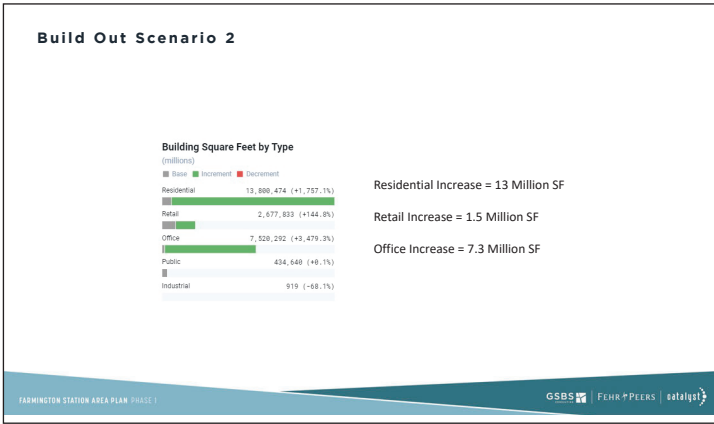 Build Out Scenario 2
Building Square Feet by Type
(millions)
Base Increment Decrement
Residential 13,800,474 (+1,757.1%)
Retail 2,677,833 (+144.8%)
Office 7,520,292 (+3,479.3%)
Public 434,640 (+0.1%)
Industrial 919 (-68.1%)
Residential Increase = 13 Million SF
Retail Increase = 1.5 Million SF
Office Increase = 7.3 Million SF
FARMINGTON STATION AREA PLAN PHASE I
GSBS FEHR PEERS catalyst